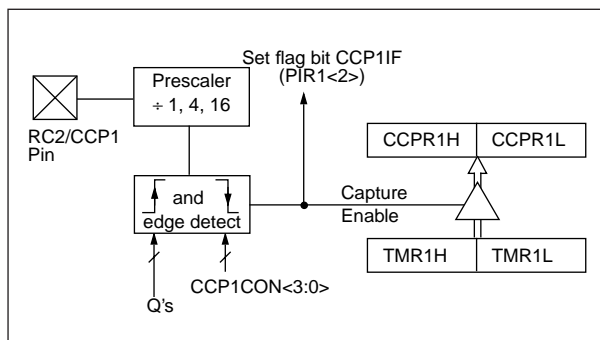 Set flag bit CCP1IF
(PIR1<2>)
Prescaler
÷ 1, 4, 16
RC2/CCP1
Pin
CCPR1H
CCPR1L
and
edge detect
Capture
Enable
TMR1H
TMR1L
CCP1CON<3:0>
Q's